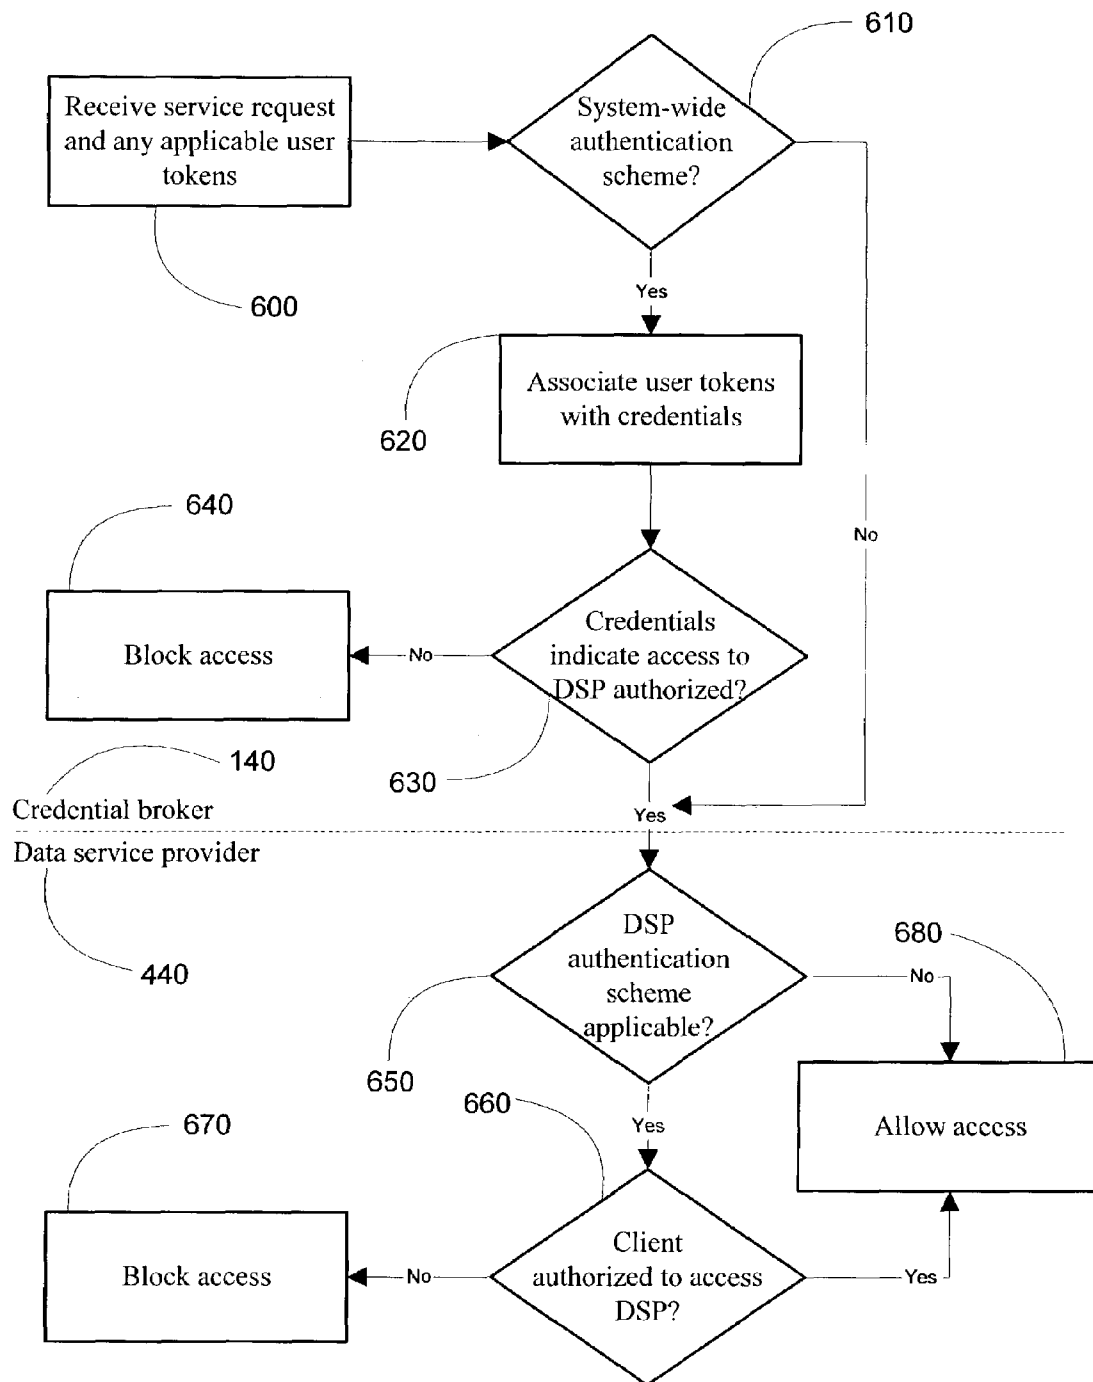 610
Receive service request
and any applicable user
tokens
System-wide
authentication
scheme?
600
Yes
Associate user tokens
with credentials
620
640
No
Block access
No
Credentials
indicate access to
DSP authorized?
140
630
Credential broker
Yes
Data service provider
440
DSP
authentication
scheme
applicable?
680
No
650
660
670
Yes
Allow access
Block access
No
Client
authorized to access
DSP?
Yes